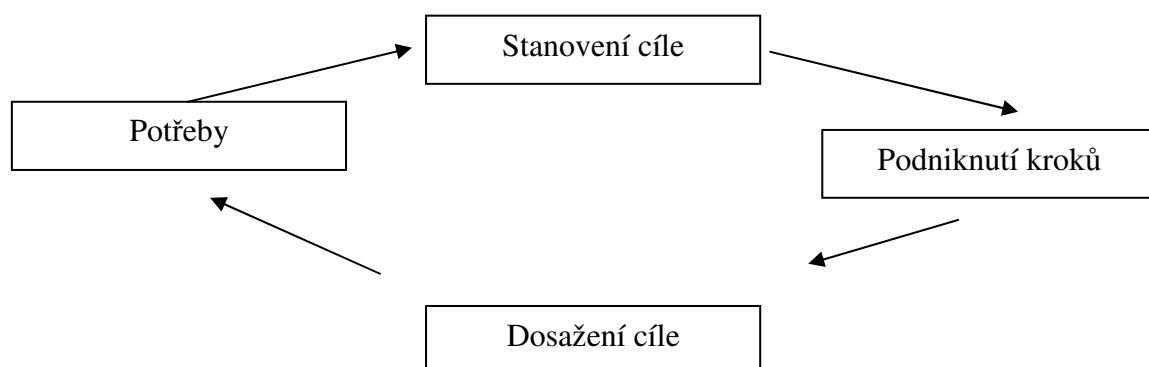 Stanovení cíle
Potřeby
Podniknutí kroků
Dosažení cíle